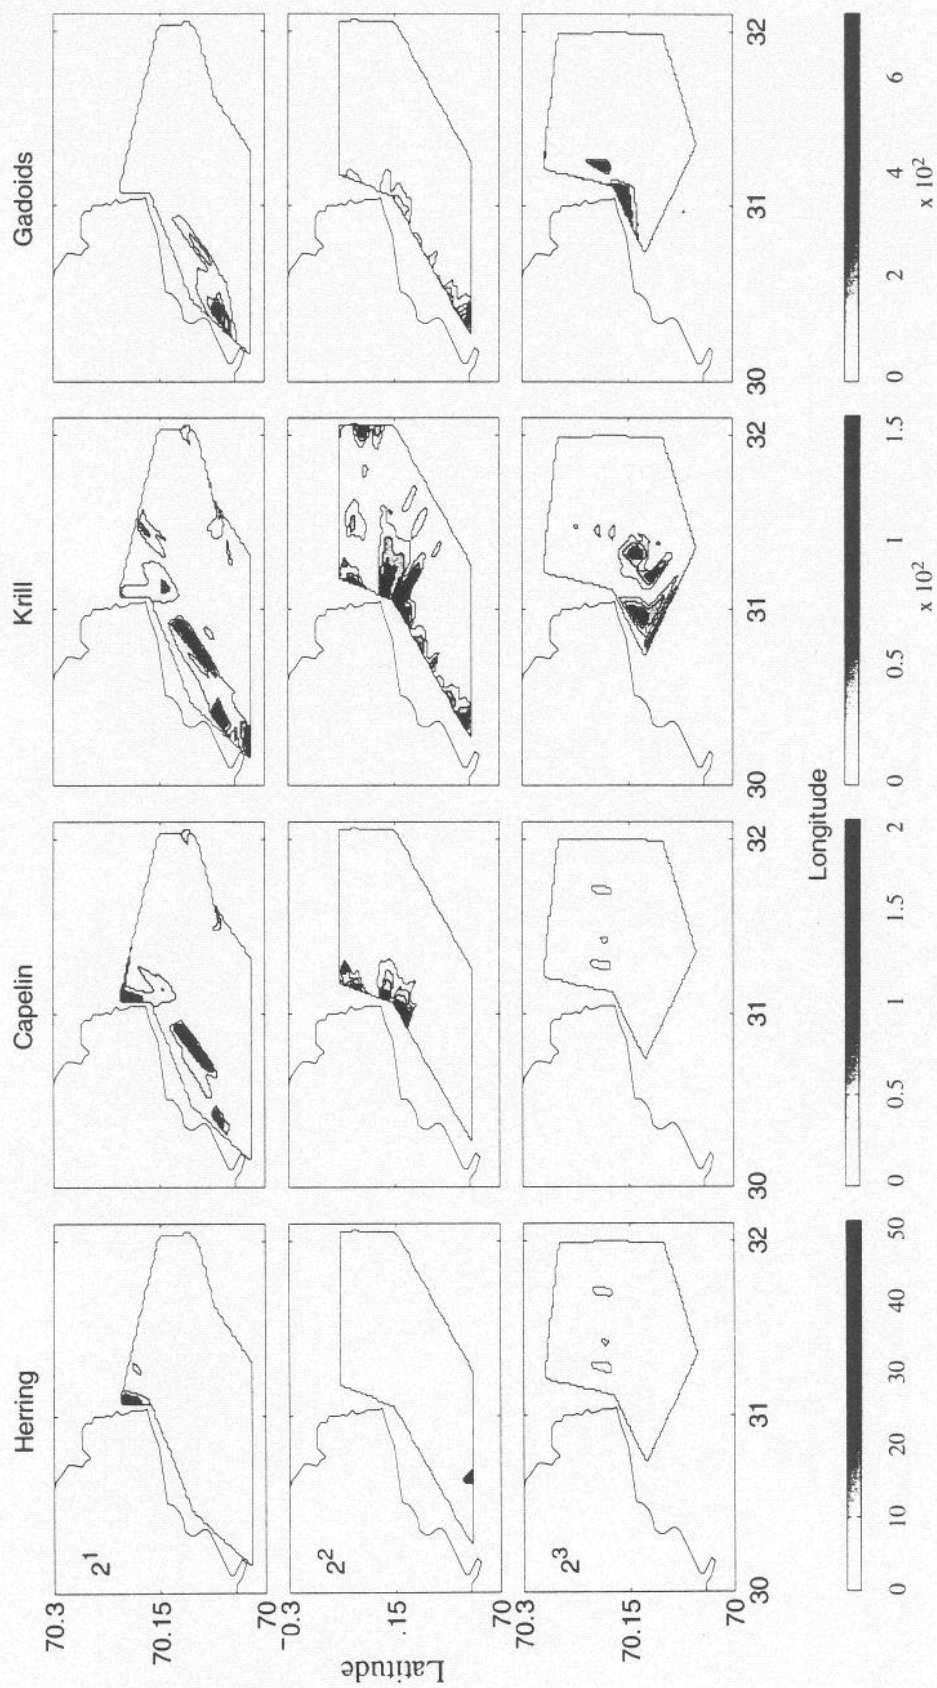 Herring
Capelin
Krill
Gadoids
2¹
70.3
70.15
70
2²
0.3
.15
70
2³
70.3
70.15
70
Latitude
30 31 32
30 31 32
30 31 32
30 31 32
Longitude
0 10 20 30 40 50
0 0.5 1 1.5 2
0 0.5 1 1.5
x 10²
0 2 4 6
x 10²